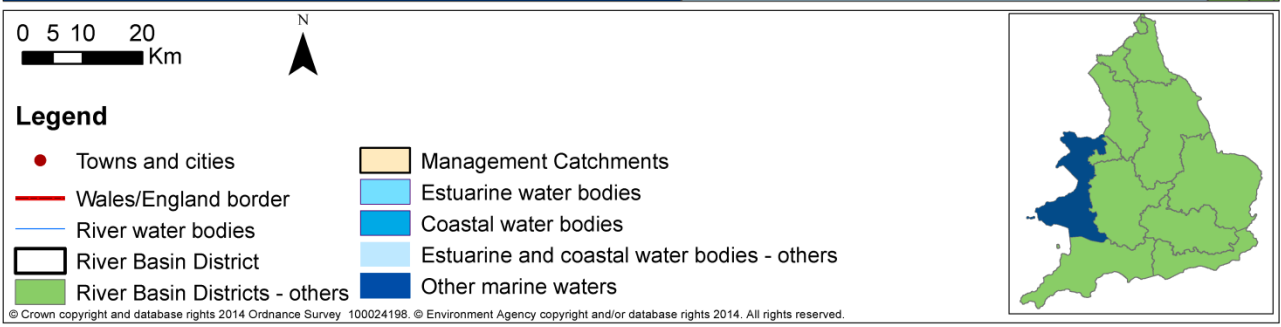 0 5 10 20
Km
N
Legend
Towns and cities
Wales/England border
River water bodies
River Basin District
River Basin Districts - others
Management Catchments
Estuarine water bodies
Coastal water bodies
Estuarine and coastal water bodies - others
Other marine waters
© Crown copyright and database rights 2014 Ordnance Survey 100024198. © Environment Agency copyright and/or database rights 2014. All rights reserved.